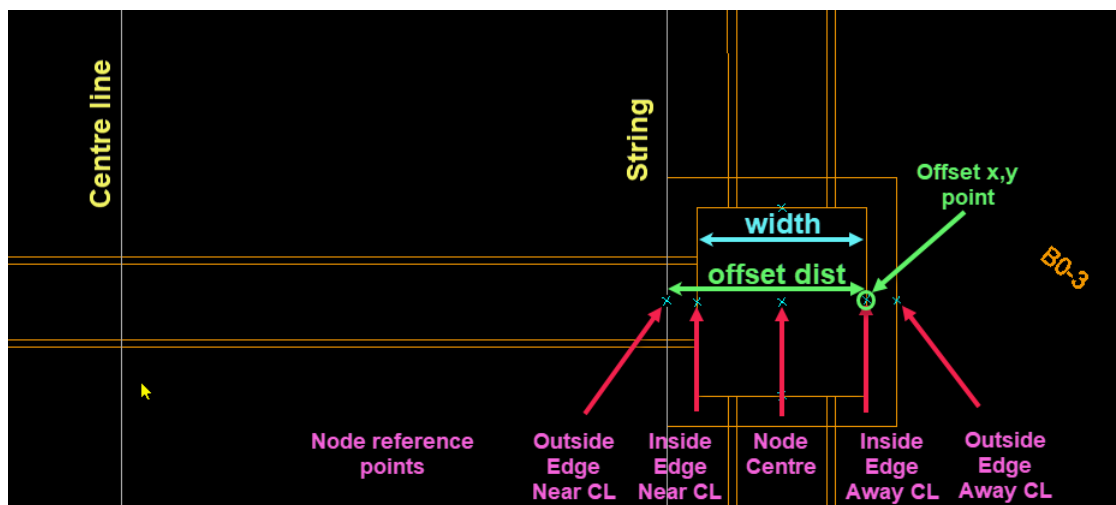 Centre line
String
Offset x,y
point
width
offset dist
B0-3
Node reference
points
Outside
Edge
Near CL
Inside
Edge
Near CL
Node
Centre
Inside
Edge
Away CL
Outside
Edge
Away CL